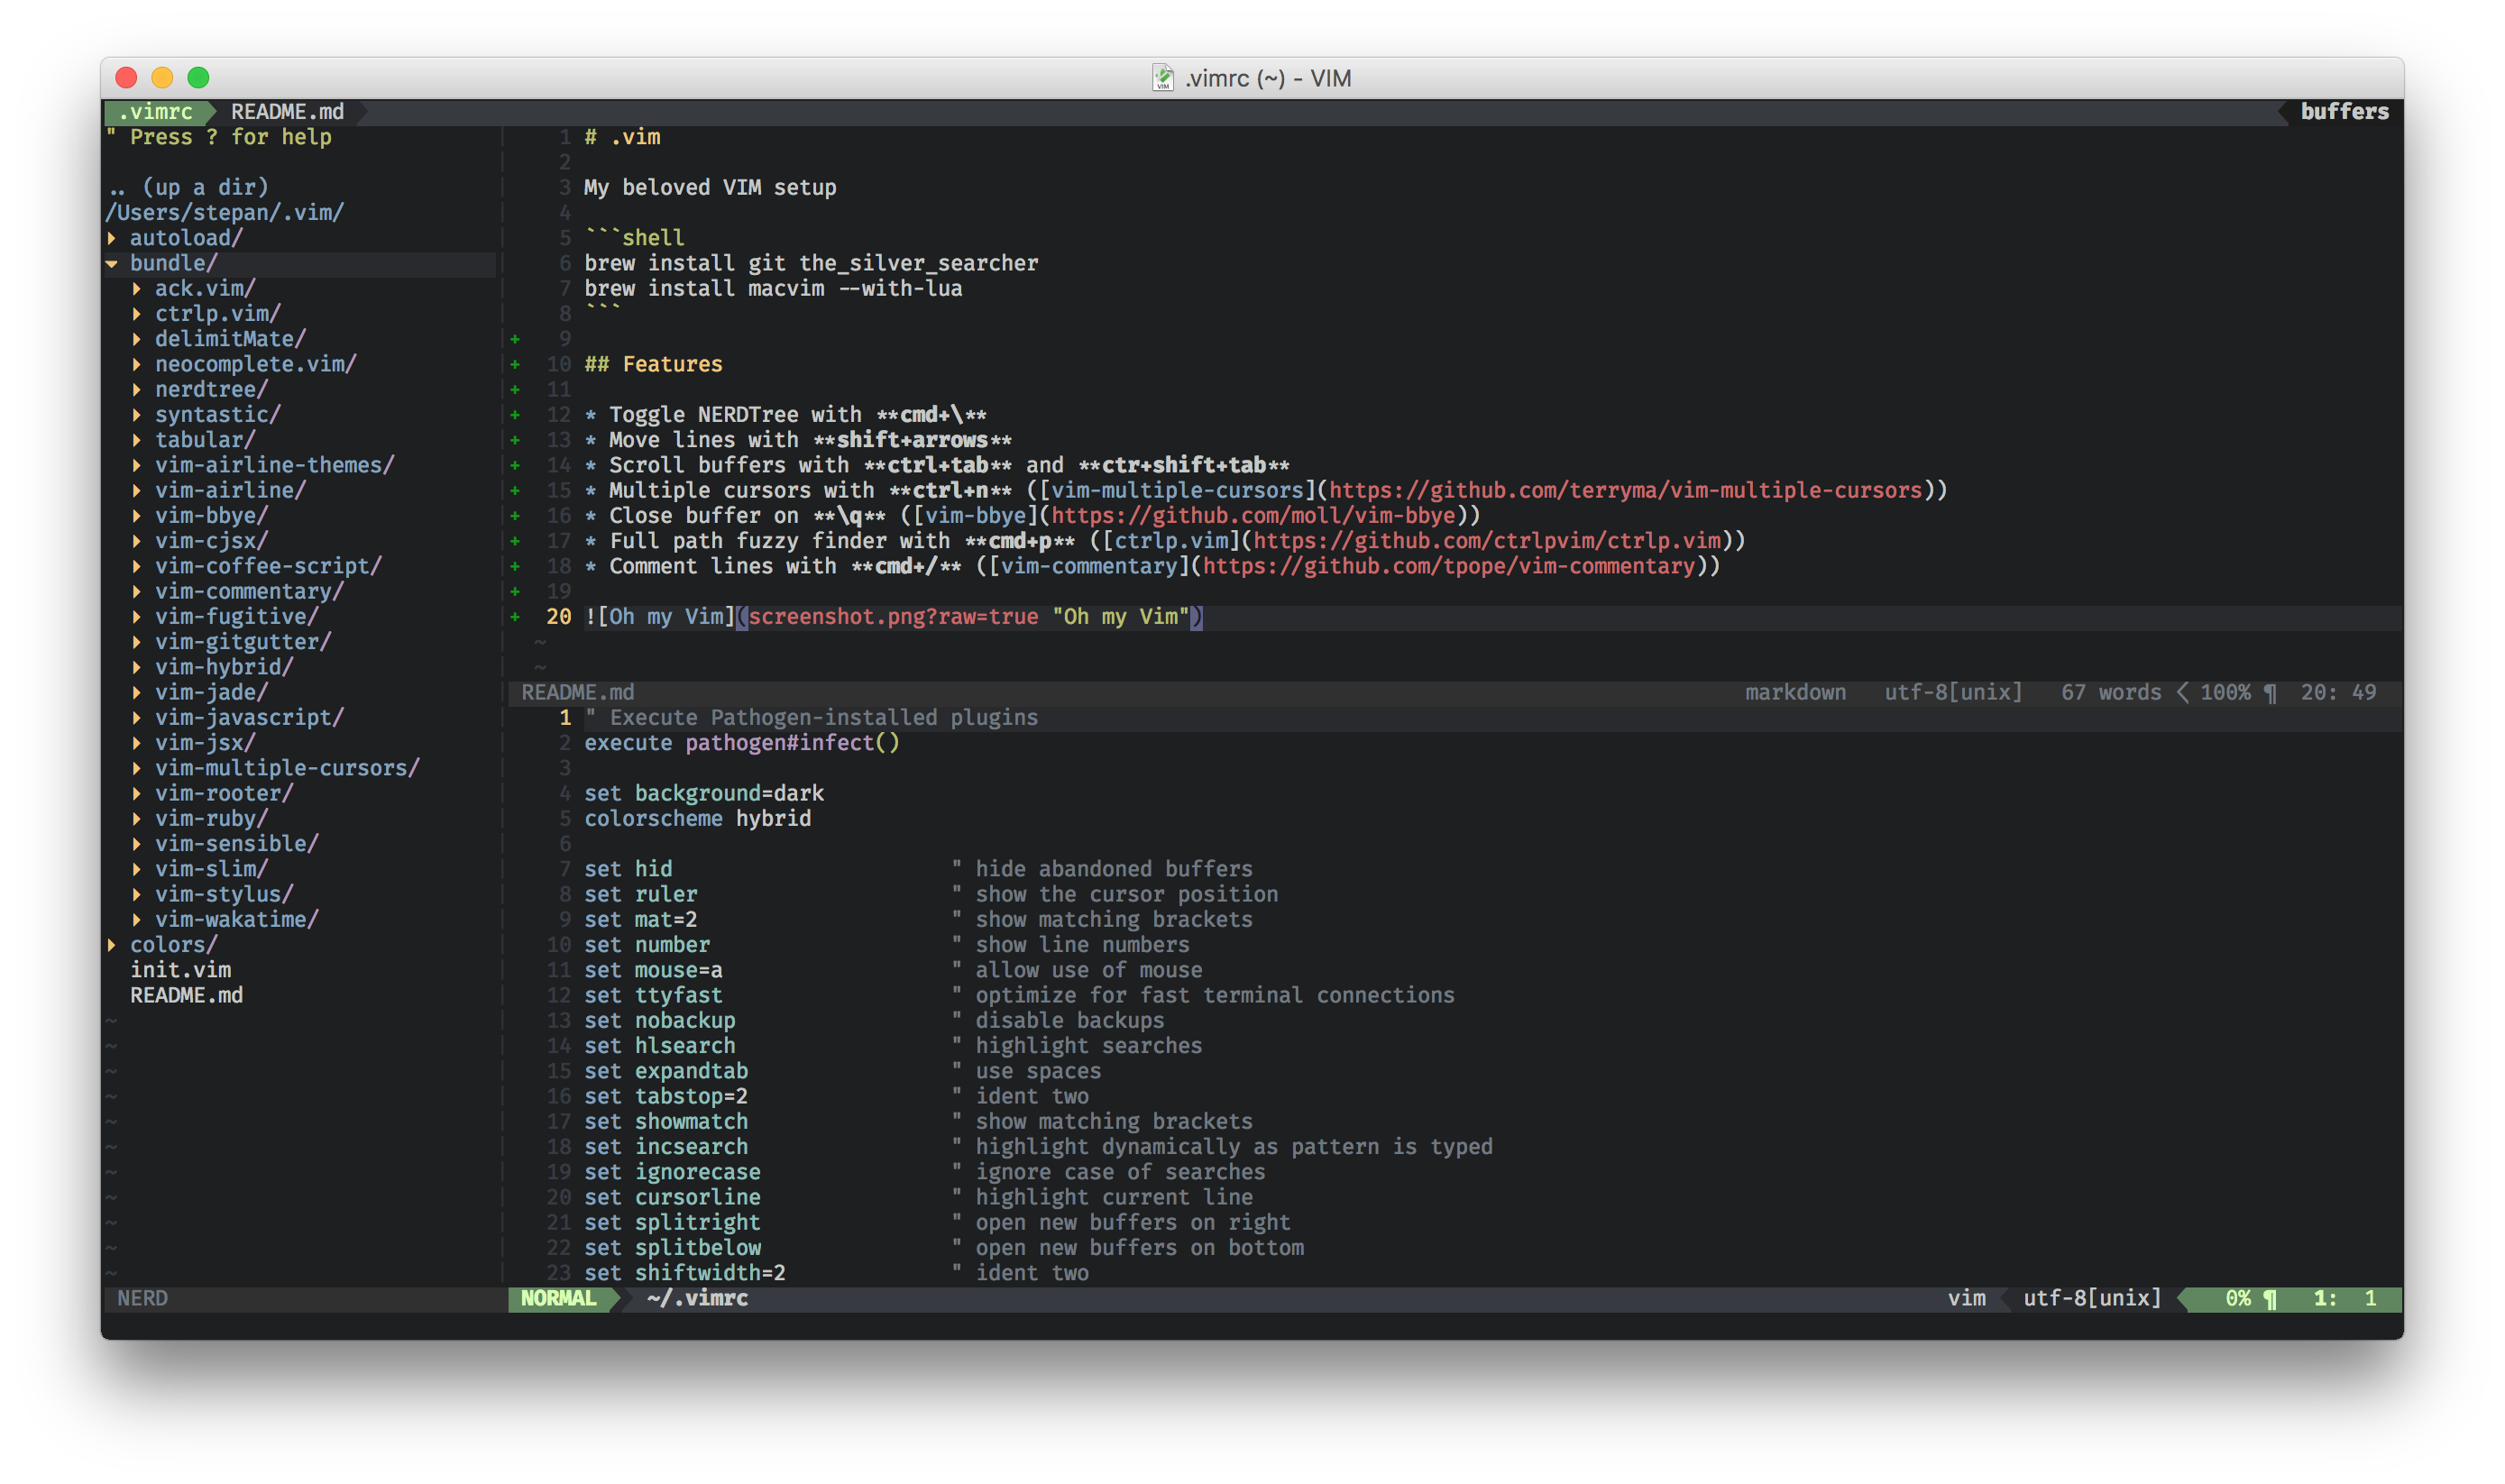 .vimrc (~) - VIM
.vimrc README.md buffers
" Press ? for help
.. (up a dir)
/Users/stepan/.vim/
autoload/
bundle/
ack.vim/
ctrlp.vim/
delimitMate/
neocomplete.vim/
nerdtree/
syntastic/
tabular/
vim-airline-themes/
vim-airline/
vim-bbye/
vim-cjsx/
vim-coffee-script/
vim-commentary/
vim-fugitive/
vim-gitgutter/
vim-hybrid/
vim-jade/
vim-javascript/
vim-jsx/
vim-multiple-cursors/
vim-rooter/
vim-ruby/
vim-sensible/
vim-slim/
vim-stylus/
vim-wakatime/
colors/
init.vim
README.md
~
~
~
~
~
~
~
~
~
~
~
NERD
1 # .vim
2
3 My beloved VIM setup
4
5 ```shell
6 brew install git the_silver_searcher
7 brew install macvim --with-lua
8 ```
+ 9
+ 10 ## Features
+ 11
+ 12 * Toggle NERDTree with **cmd+\**
+ 13 * Move lines with **shift+arrows**
+ 14 * Scroll buffers with **ctrl+tab** and **ctr+shift+tab**
+ 15 * Multiple cursors with **ctrl+n** ([vim-multiple-cursors](https://github.com/terryma/vim-multiple-cursors))
+ 16 * Close buffer on **\q** ([vim-bbye](https://github.com/moll/vim-bbye))
+ 17 * Full path fuzzy finder with **cmd+p** ([ctrlp.vim](https://github.com/ctrlpvim/ctrlp.vim))
+ 18 * Comment lines with **cmd+/** ([vim-commentary](https://github.com/tpope/vim-commentary))
+ 19
+ 20 ![Oh my Vim](screenshot.png?raw=true "Oh my Vim")
~
~
README.md markdown utf-8[unix] 67 words 100% ¶ 20: 49
1 " Execute Pathogen-installed plugins
2 execute pathogen#infect()
3
4 set background=dark
5 colorscheme hybrid
6
7 set hid " hide abandoned buffers
8 set ruler " show the cursor position
9 set mat=2 " show matching brackets
10 set number " show line numbers
11 set mouse=a " allow use of mouse
12 set ttyfast " optimize for fast terminal connections
13 set nobackup " disable backups
14 set hlsearch " highlight searches
15 set expandtab " use spaces
16 set tabstop=2 " ident two
17 set showmatch " show matching brackets
18 set incsearch " highlight dynamically as pattern is typed
19 set ignorecase " ignore case of searches
20 set cursorline " highlight current line
21 set splitright " open new buffers on right
22 set splitbelow " open new buffers on bottom
23 set shiftwidth=2 " ident two
NORMAL ~/.vimrc vim utf-8[unix] 0% ¶ 1: 1